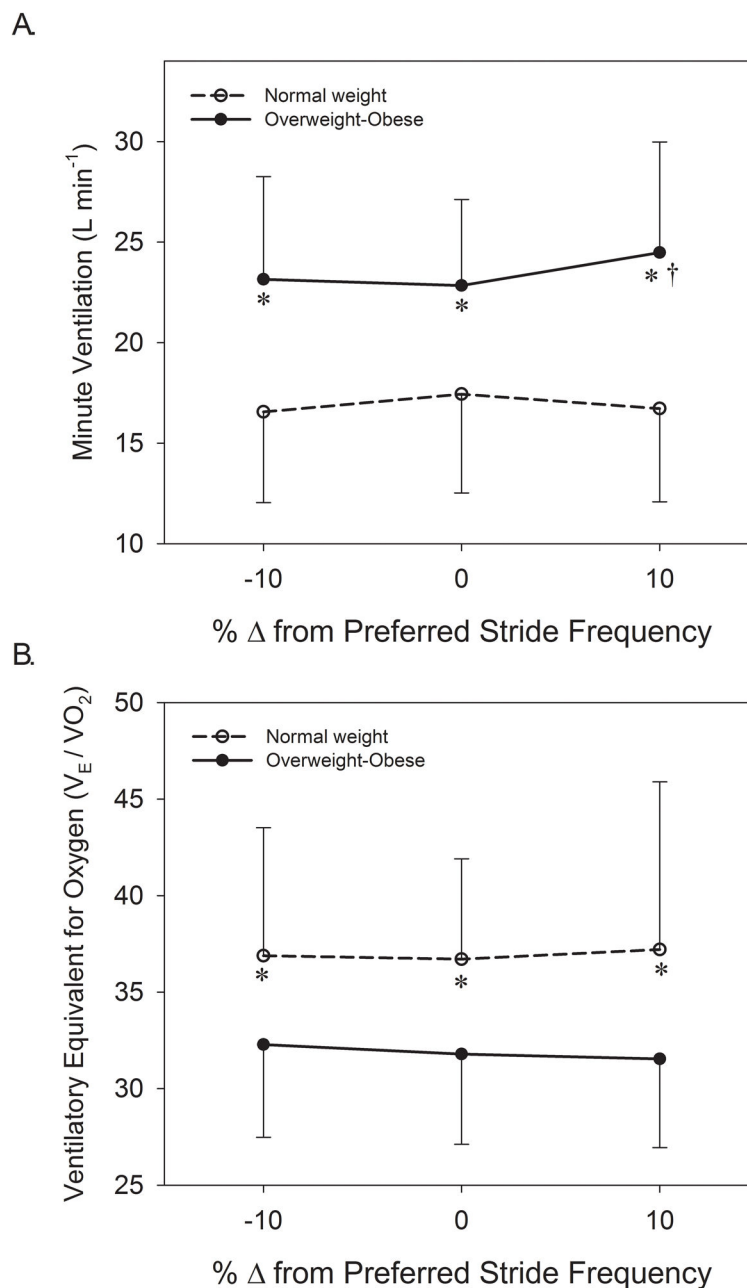 A.
Normal weight
Overweight-Obese
Minute Ventilation (L min⁻¹)
30
25
20
15
10
*
*
* †
-10 0 10
% Δ from Preferred Stride Frequency
B.
Normal weight
Overweight-Obese
Ventilatory Equivalent for Oxygen (V_E / VO₂)
50
45
40
35
30
25
*
*
*
-10 0 10
% Δ from Preferred Stride Frequency